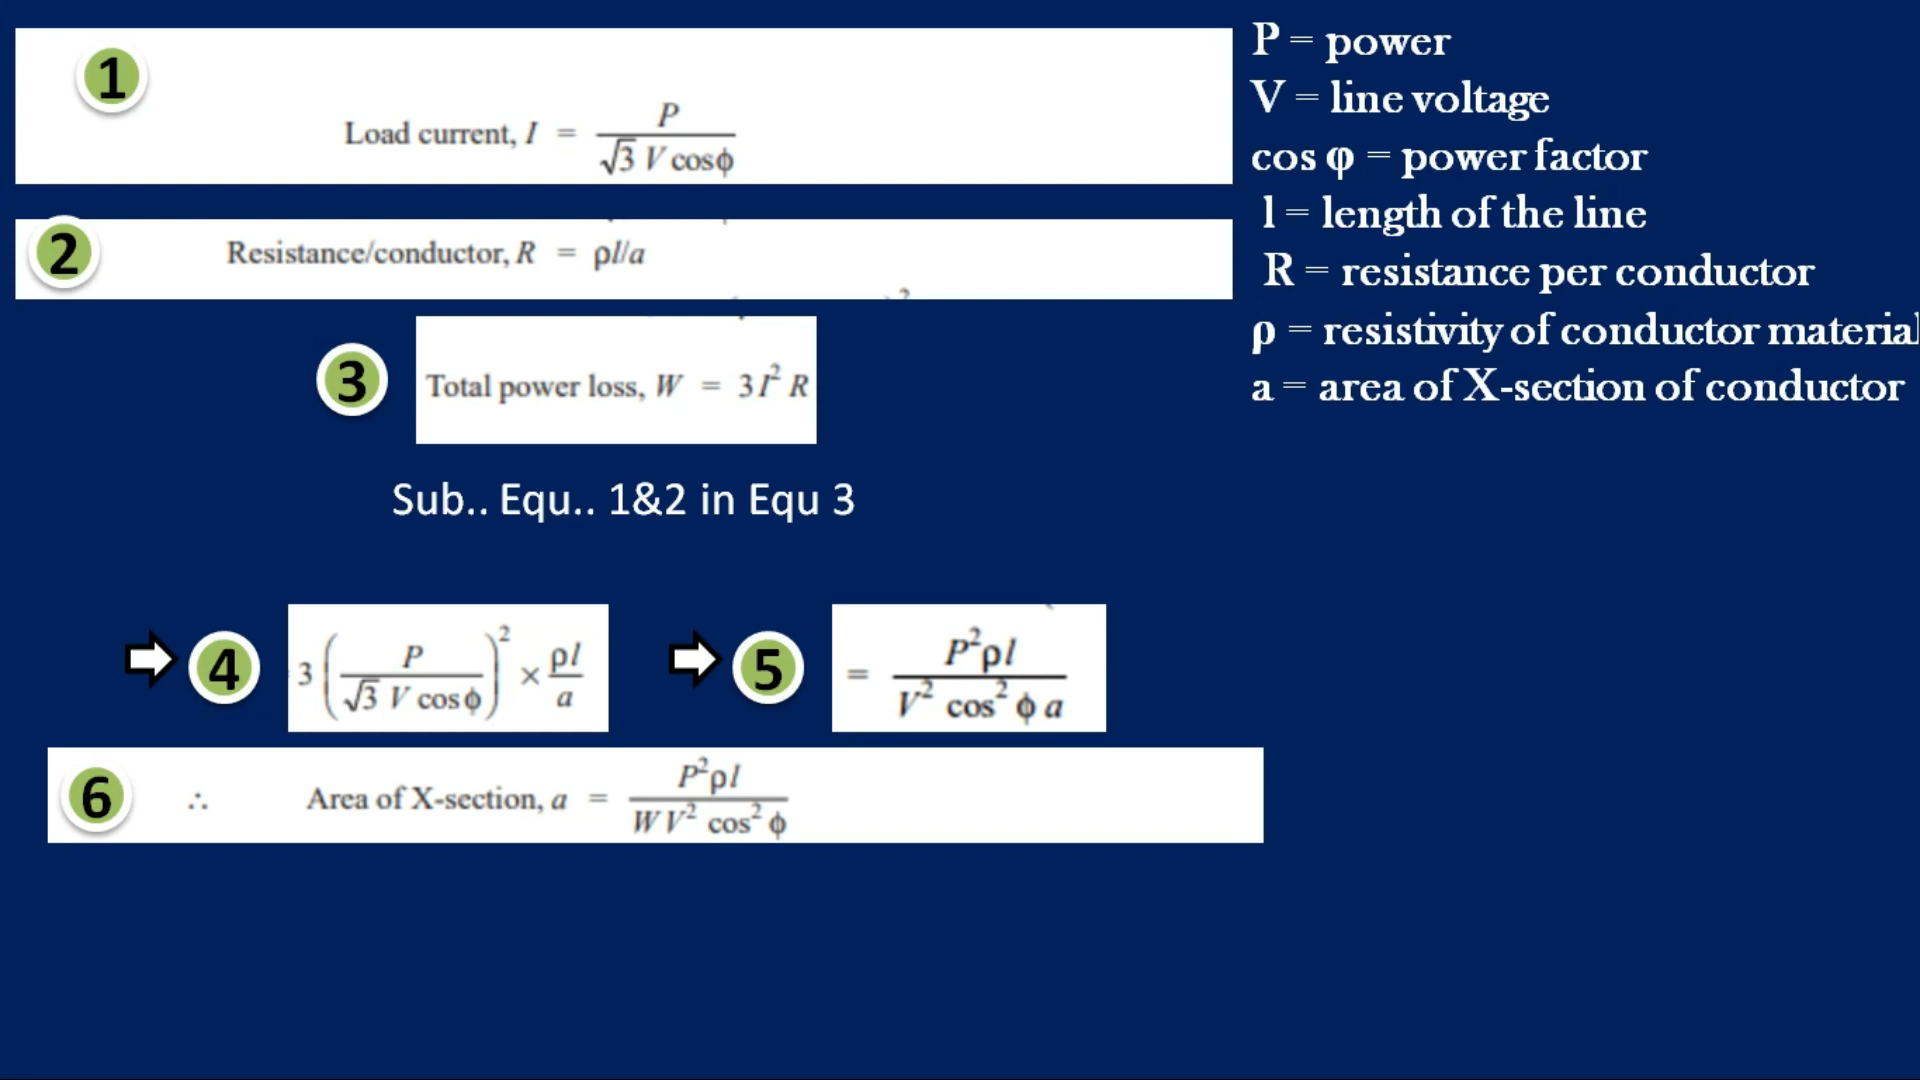 1
Load current, I = P / √3 V cosϕ
2
Resistance/conductor, R = ρl/a
3
Total power loss, W = 3I² R
Sub.. Equ.. 1&2 in Equ 3
4
3 (P / √3 V cosϕ)² × ρl / a
5
= P²ρl / V² cos² ϕ a
6
∴ Area of X-section, a = P²ρl / W V² cos² ϕ
P = power
V = line voltage
cos φ = power factor
l = length of the line
R = resistance per conductor
ρ = resistivity of conductor material
a = area of X-section of conductor